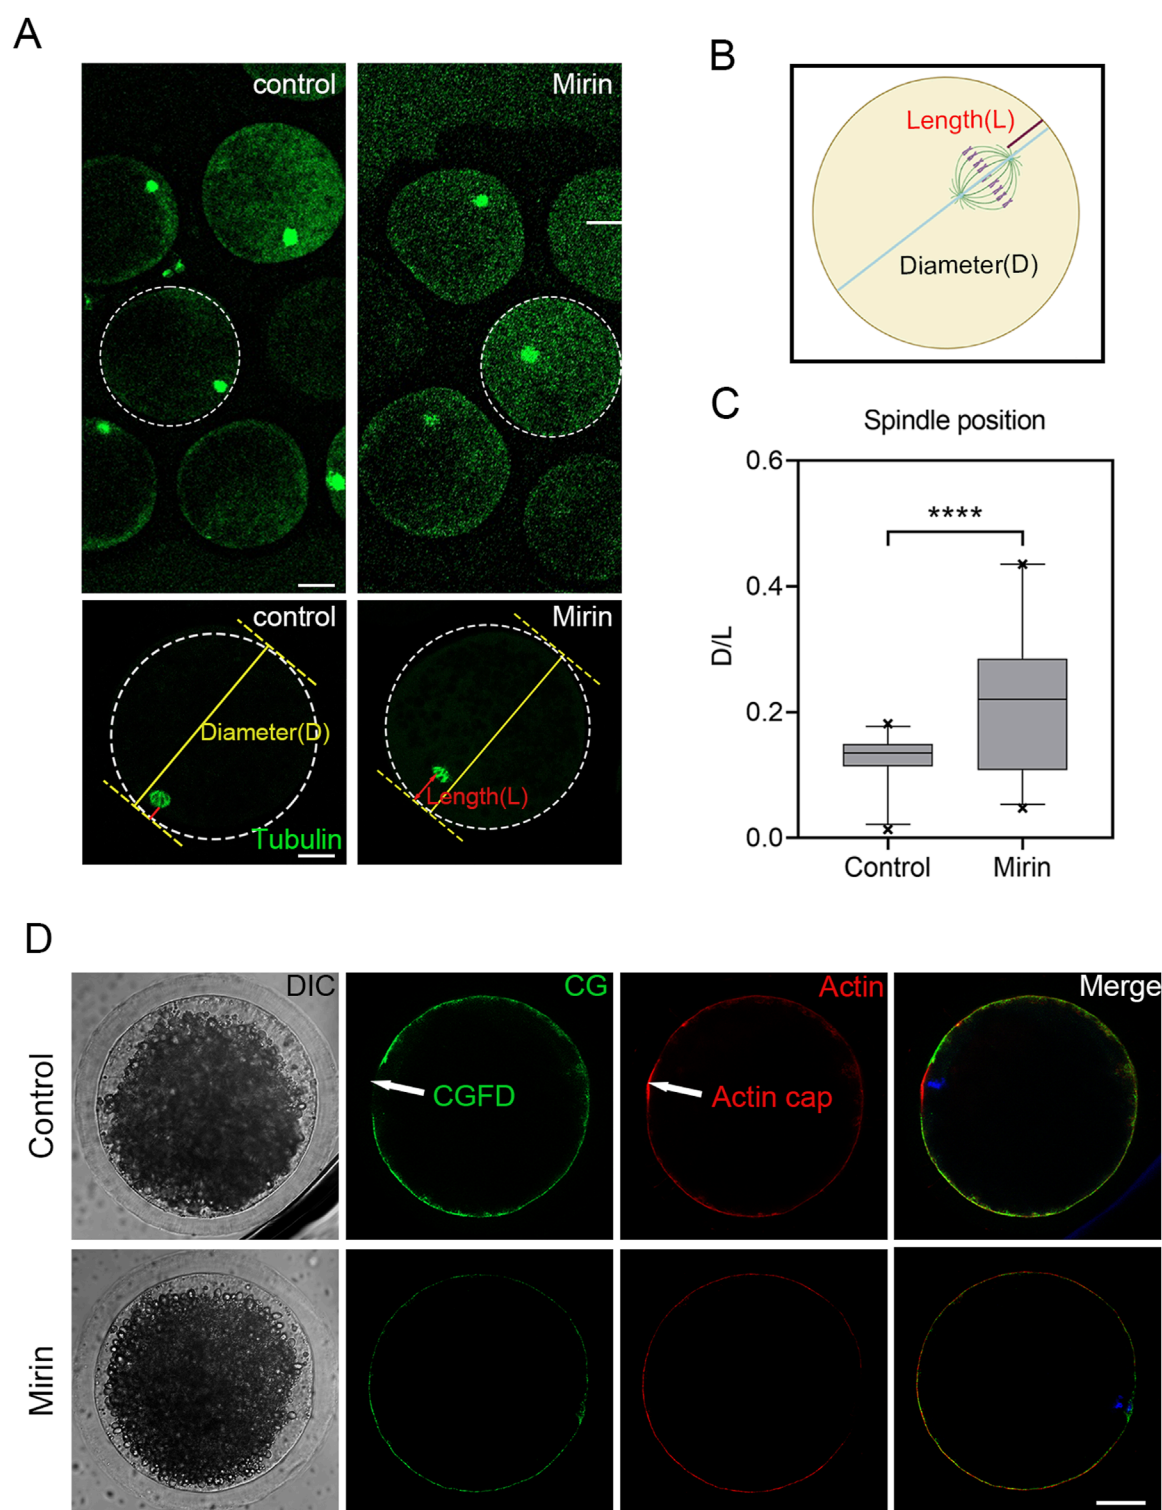 A
control
Mirin
control
Mirin
Diameter(D)
Length(L)
Tubulin
B
Length(L)
Diameter(D)
C
Spindle position
0.6
****
0.4
D/L
0.2
0.0
Control
Mirin
D
DIC
CG
Actin
Merge
Control
CGFD
Actin cap
Mirin